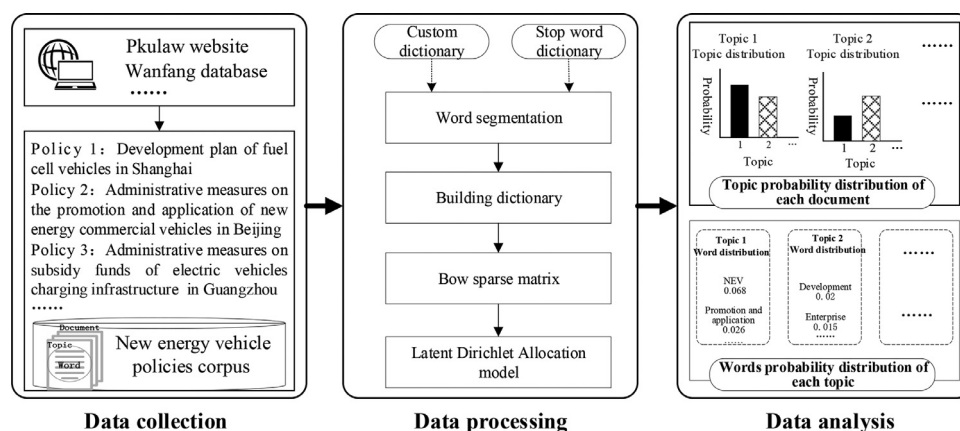 Pkulaw website
Wanfang database
……
Policy 1：Development plan of fuel
cell vehicles in Shanghai
Policy 2：Administrative measures on
the promotion and application of new
energy commercial vehicles in Beijing
Policy 3：Administrative measures on
subsidy funds of electric vehicles
charging infrastructure in Guangzhou
……
Document
Topic
Word
New energy vehicle
policies corpus
Data collection
Custom
dictionary
Stop word
dictionary
Word segmentation
Building dictionary
Bow sparse matrix
Latent Dirichlet Allocation
model
Data processing
Topic 1
Topic distribution
Probability
1 2 …
Topic
Topic 2
Topic distribution
Probability
1 2 …
Topic
……
……
Topic probability distribution of
each document
Topic 1
Word distribution
NEV
0.068
Promotion and
application
0.026
……
Topic 2
Word distribution
Development
0. 02
Enterprise
0. 015
……
……
……
Words probability distribution of
each topic
Data analysis